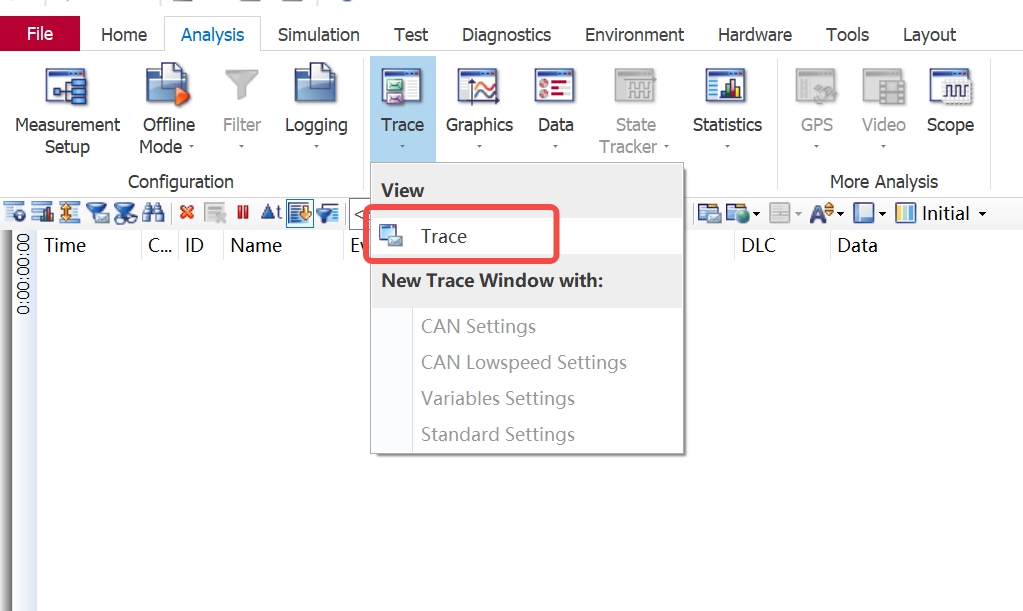 File Home Analysis Simulation Test Diagnostics Environment Hardware Tools Layout
Measurement Setup
Offline Mode
Filter
Logging
Trace
Graphics
Data
State Tracker
Statistics
GPS
Video
Scope
Configuration
More Analysis
View
Trace
New Trace Window with:
CAN Settings
CAN Lowspeed Settings
Variables Settings
Standard Settings
Initial
Time C... ID Name DLC Data
0:00:00:00